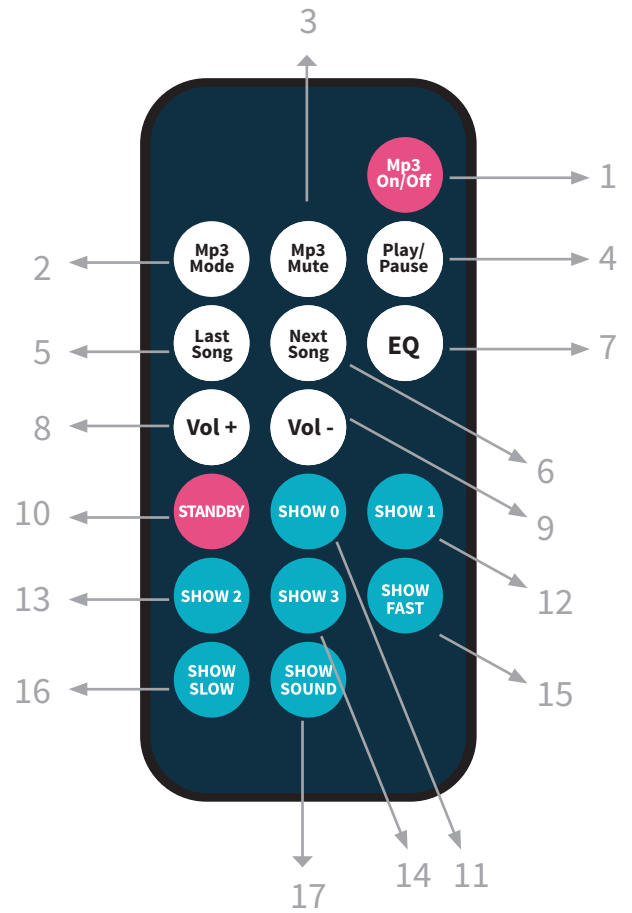 3
Mp3
On/Off
1
2
Mp3
Mode
Mp3
Mute
Play/
Pause
4
5
Last
Song
Next
Song
EQ
7
8
Vol +
Vol -
6
10
STANDBY
SHOW 0
SHOW 1
9
13
SHOW 2
SHOW 3
SHOW
FAST
12
16
SHOW
SLOW
SHOW
SOUND
15
14
11
17